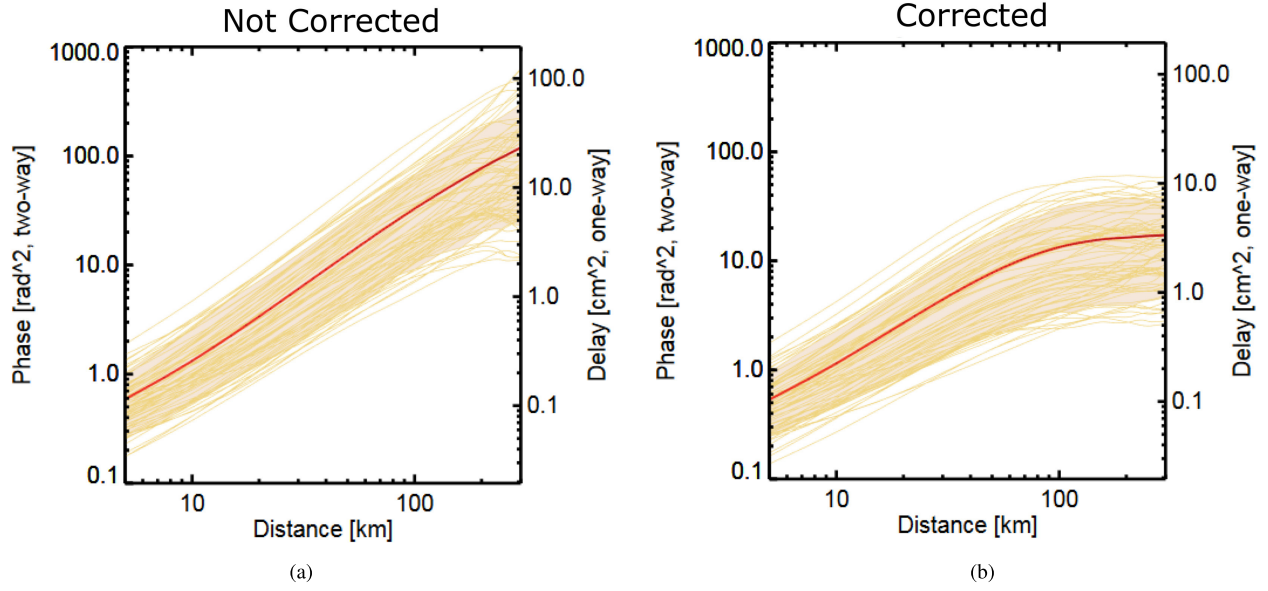 Not Corrected
1000.0
100.0
10.0
1.0
0.1
Phase [rad^2, two-way]
100.0
10.0
1.0
0.1
Delay [cm^2, one-way]
10
100
Distance [km]
(a)
Corrected
1000.0
100.0
10.0
1.0
0.1
Phase [rad^2, two-way]
100.0
10.0
1.0
0.1
Delay [cm^2, one-way]
10
100
Distance [km]
(b)